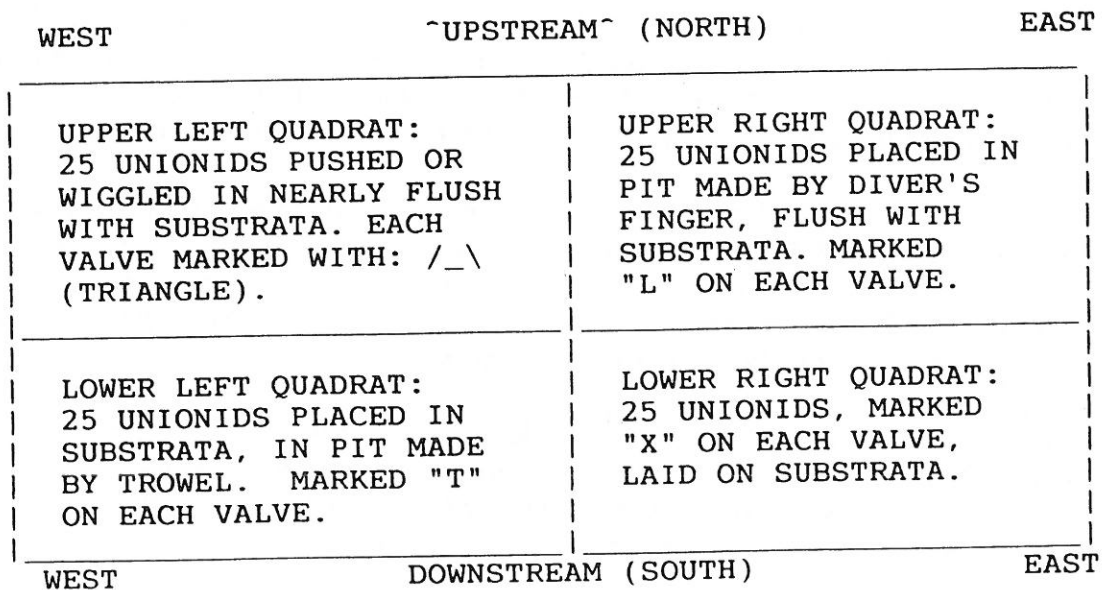 WEST ^UPSTREAM^ (NORTH) EAST
UPPER LEFT QUADRAT:
25 UNIONIDS PUSHED OR
WIGGLED IN NEARLY FLUSH
WITH SUBSTRATA. EACH
VALVE MARKED WITH: /_\
(TRIANGLE).
UPPER RIGHT QUADRAT:
25 UNIONIDS PLACED IN
PIT MADE BY DIVER'S
FINGER, FLUSH WITH
SUBSTRATA. MARKED
"L" ON EACH VALVE.
LOWER LEFT QUADRAT:
25 UNIONIDS PLACED IN
SUBSTRATA, IN PIT MADE
BY TROWEL. MARKED "T"
ON EACH VALVE.
LOWER RIGHT QUADRAT:
25 UNIONIDS, MARKED
"X" ON EACH VALVE,
LAID ON SUBSTRATA.
WEST DOWNSTREAM (SOUTH) EAST